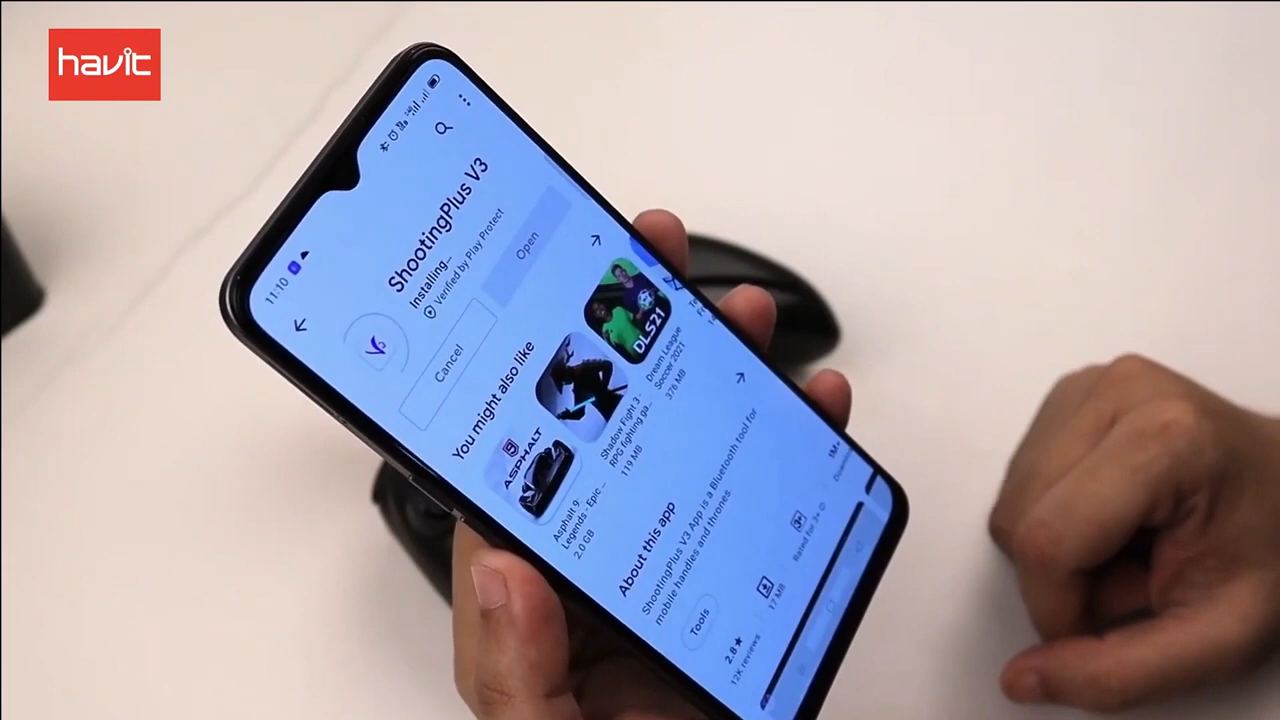 havit
11:10
ShootingPlus V3
Installing...
Verified by Play Protect
Cancel
Open
You might also like
ASPHALT
9
Asphalt 9:
Legends - Epic ...
2.0 GB
Shadow Fight 3 -
RPG fighting ga...
119 MB
DLS21
Dream League
Soccer 2021
376 MB
About this app
ShootingPlus V3 App is a Bluetooth tool for
mobile handles and thrones.
Tools
2.8★
12K reviews
17 MB
3+
Rated for 3+
1M+